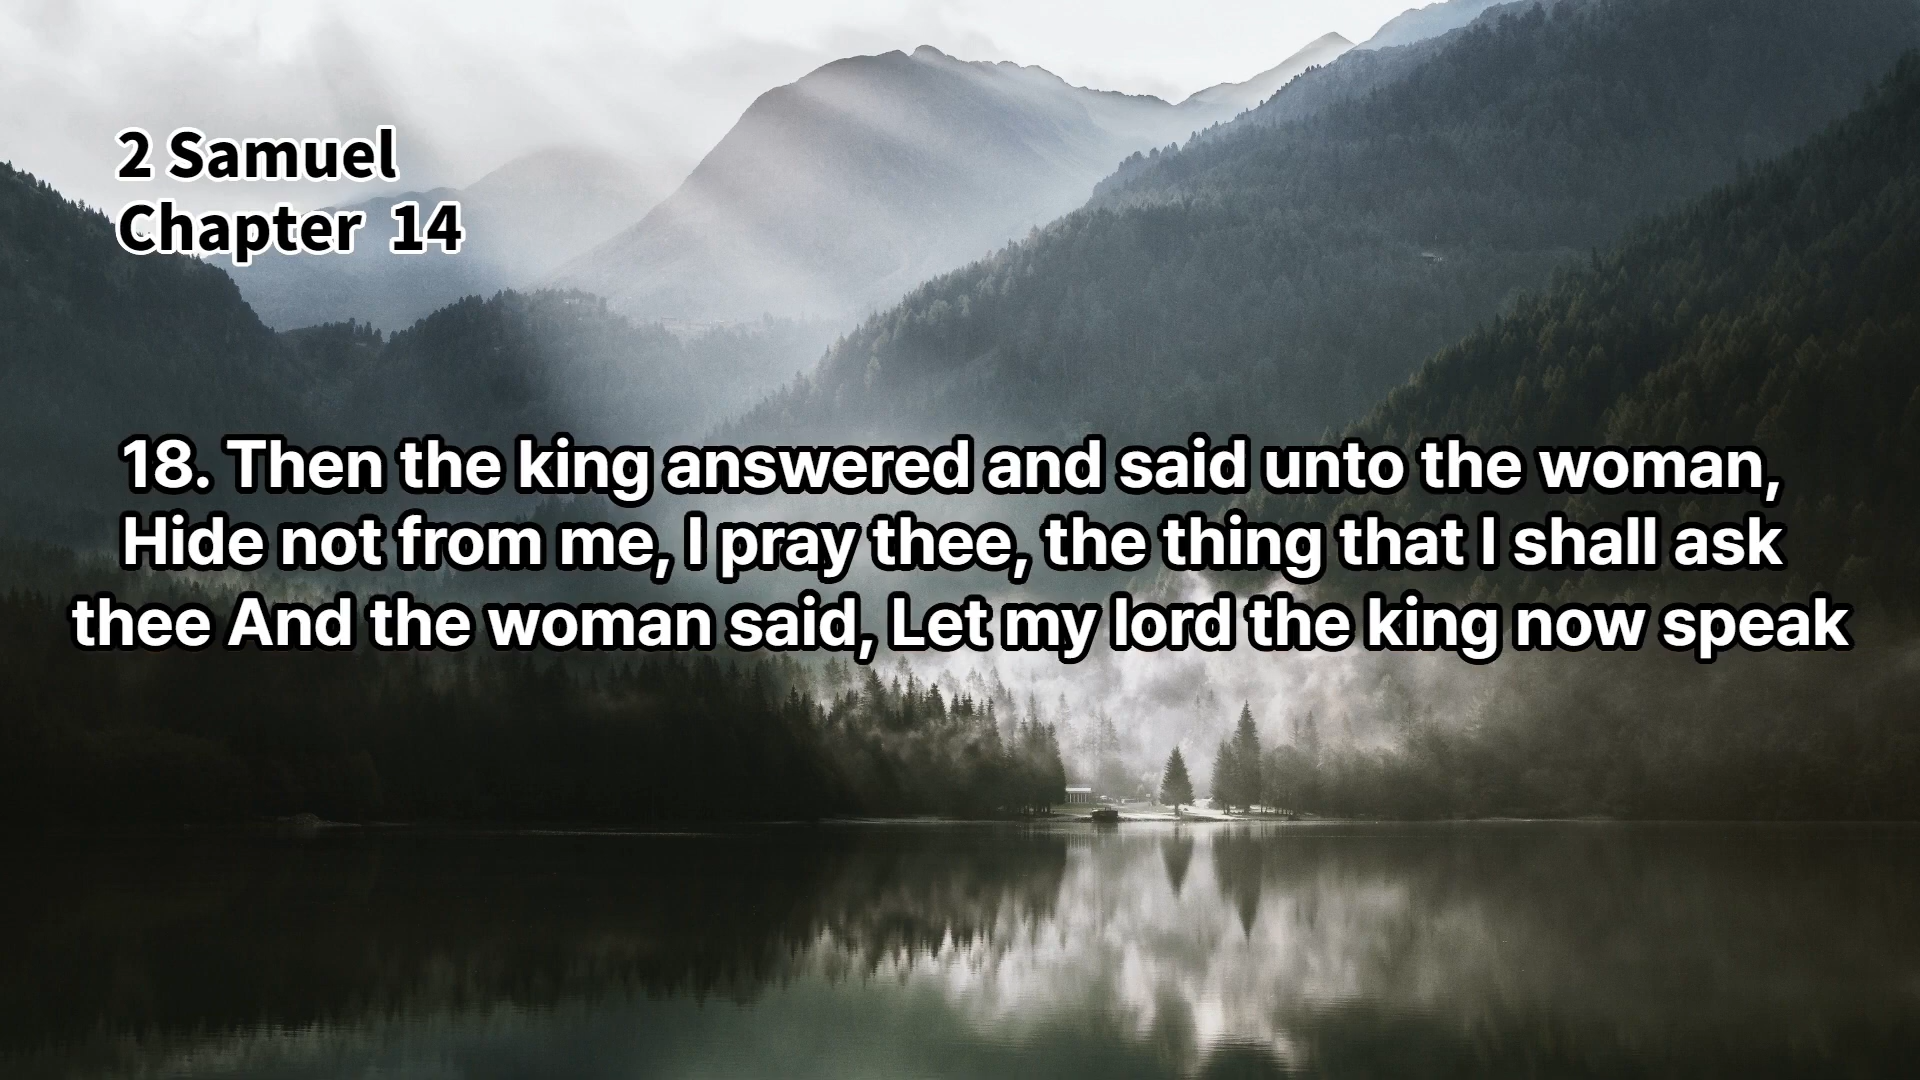 2 Samuel
Chapter 14
18. Then the king answered and said unto the woman,
Hide not from me, I pray thee, the thing that I shall ask
thee And the woman said, Let my lord the king now speak